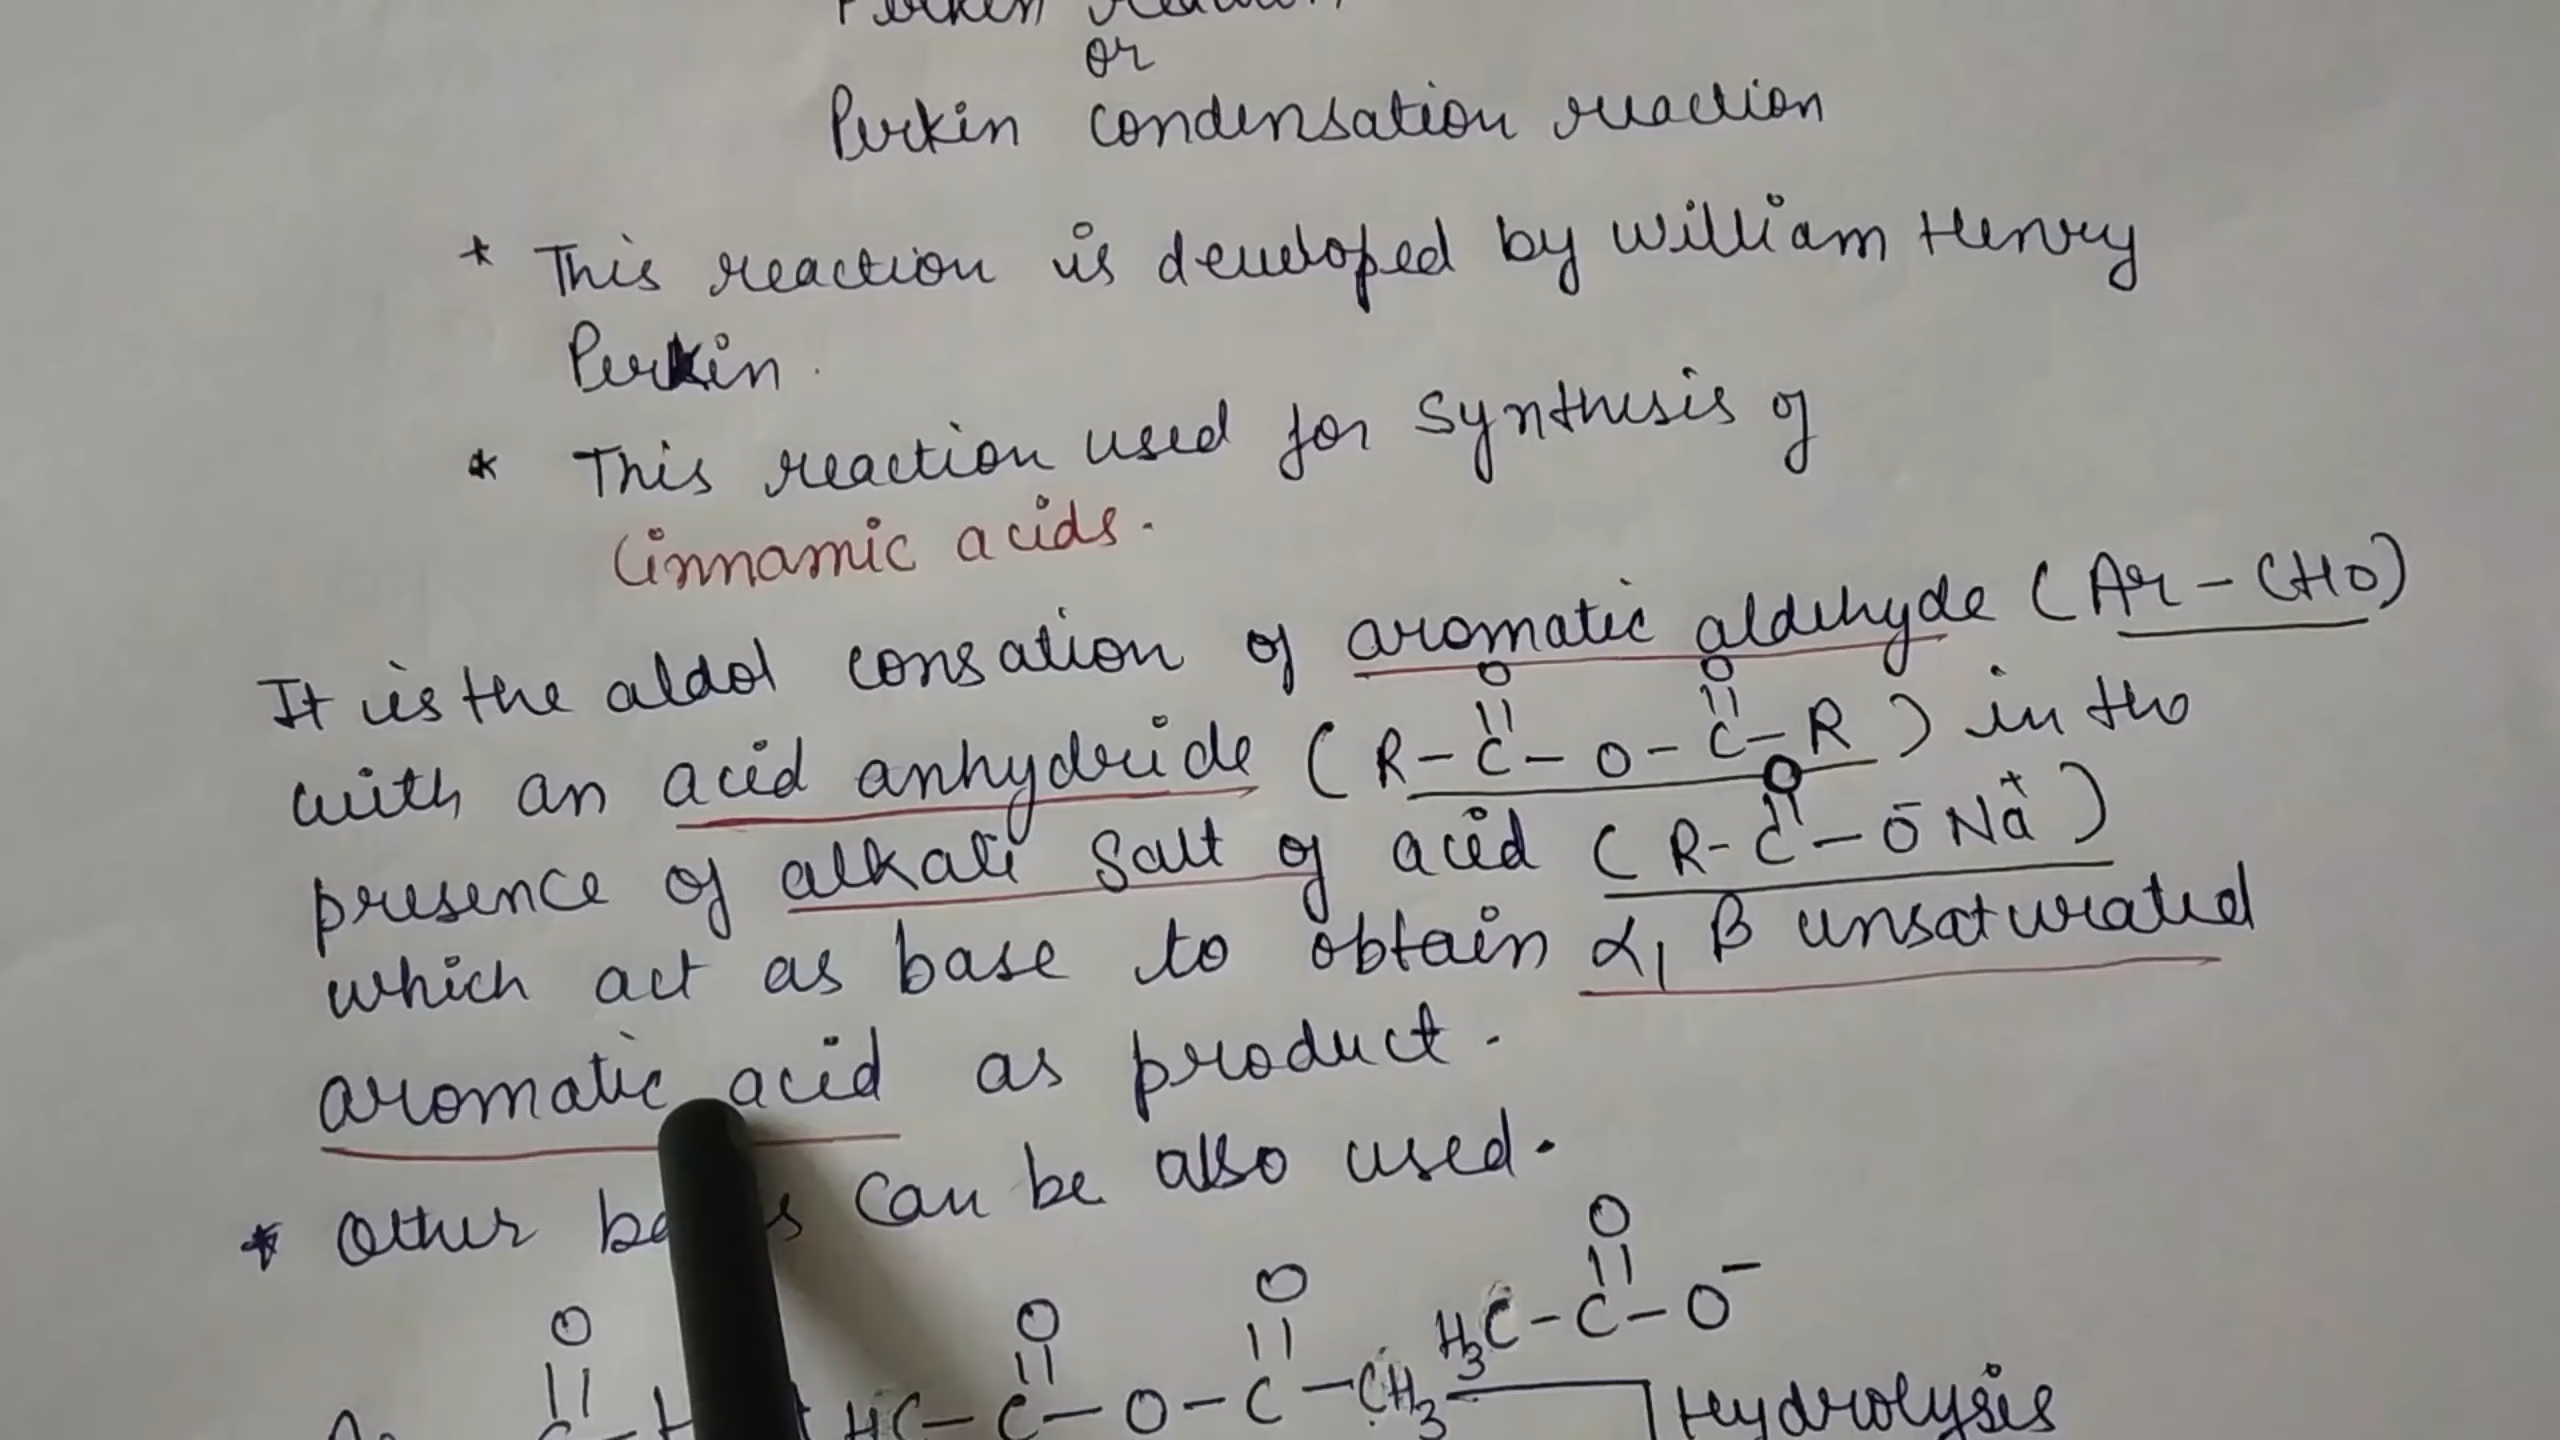 Perkin reaction
or
Perkin condensation reaction
* This reaction is developed by William Henry
Perkin.
* This reaction used for synthesis of
Cinnamic acids.
It is the aldol consation of aromatic aldehyde (Ar-CHO)
with an acid anhydride (R-C(=O)-O-C(=O)-R) in the
presence of alkali salt of acid (R-C(=O)-O⁻Na⁺)
which act as base to obtain α, β unsaturated
aromatic acid as product.
* Other can be also used.
H₃C-C(=O)-O⁻
O O O
C-C-O-C-CH₃ Hydrolysis